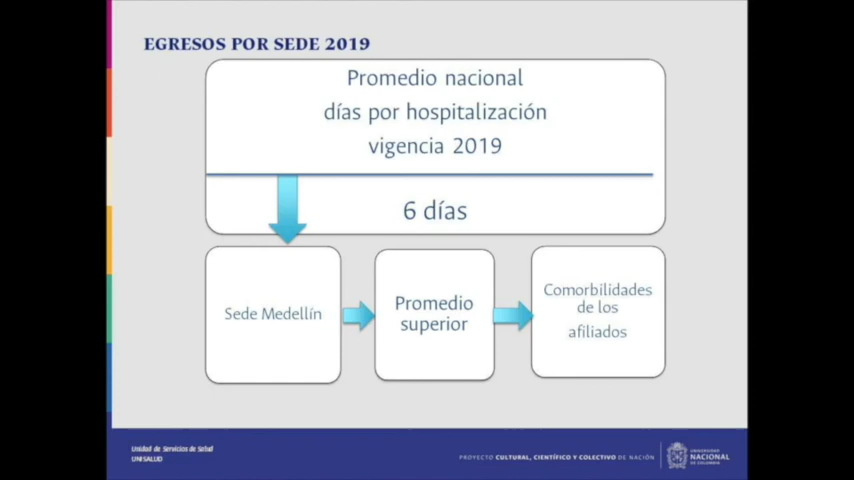 EGRESOS POR SEDE 2019
Promedio nacional
días por hospitalización
vigencia 2019
6 días
Sede Medellín
Promedio
superior
Comorbilidades
de los
afiliados
Unidad de Servicios de Salud
UNISALUD
PROYECTO CULTURAL, CIENTÍFICO Y COLECTIVO DE NACIÓN
UNIVERSIDAD
NACIONAL
DE COLOMBIA